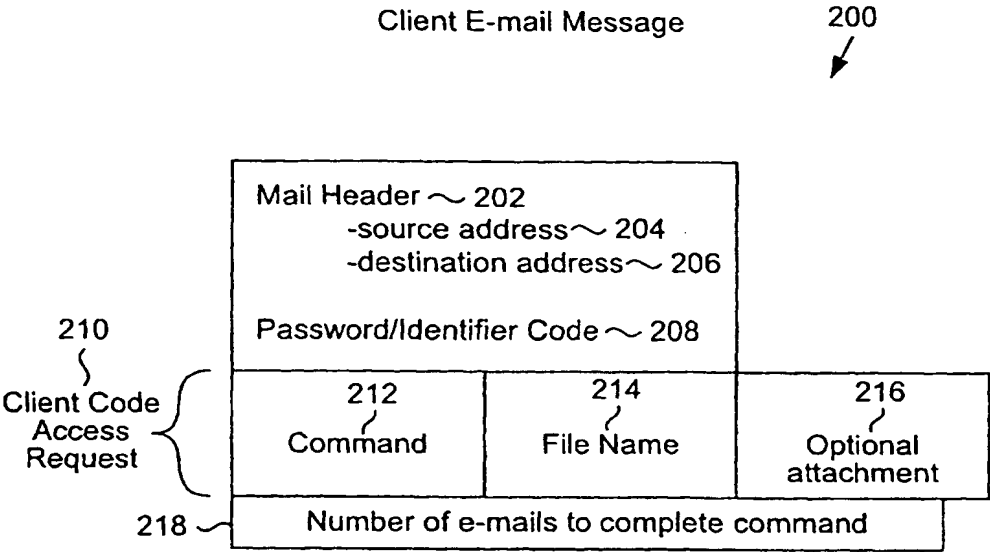 Client E-mail Message
200
Mail Header 202
-source address 204
-destination address 206
Password/Identifier Code 208
210
Client Code
Access
Request
212
Command
214
File Name
216
Optional
attachment
218
Number of e-mails to complete command